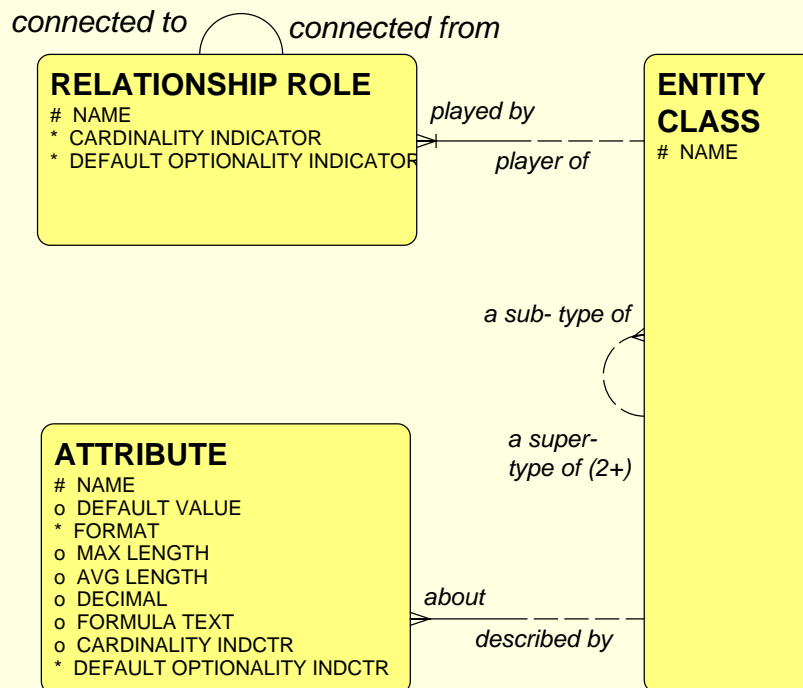 connected to
connected from
RELATIONSHIP ROLE
# NAME
* CARDINALITY INDICATOR
* DEFAULT OPTIONALITY INDICATOR
played by
player of
ENTITY
CLASS
# NAME
a sub- type of
a super-
type of (2+)
ATTRIBUTE
# NAME
o DEFAULT VALUE
* FORMAT
o MAX LENGTH
o AVG LENGTH
o DECIMAL
o FORMULA TEXT
o CARDINALITY INDCTR
* DEFAULT OPTIONALITY INDCTR
about
described by